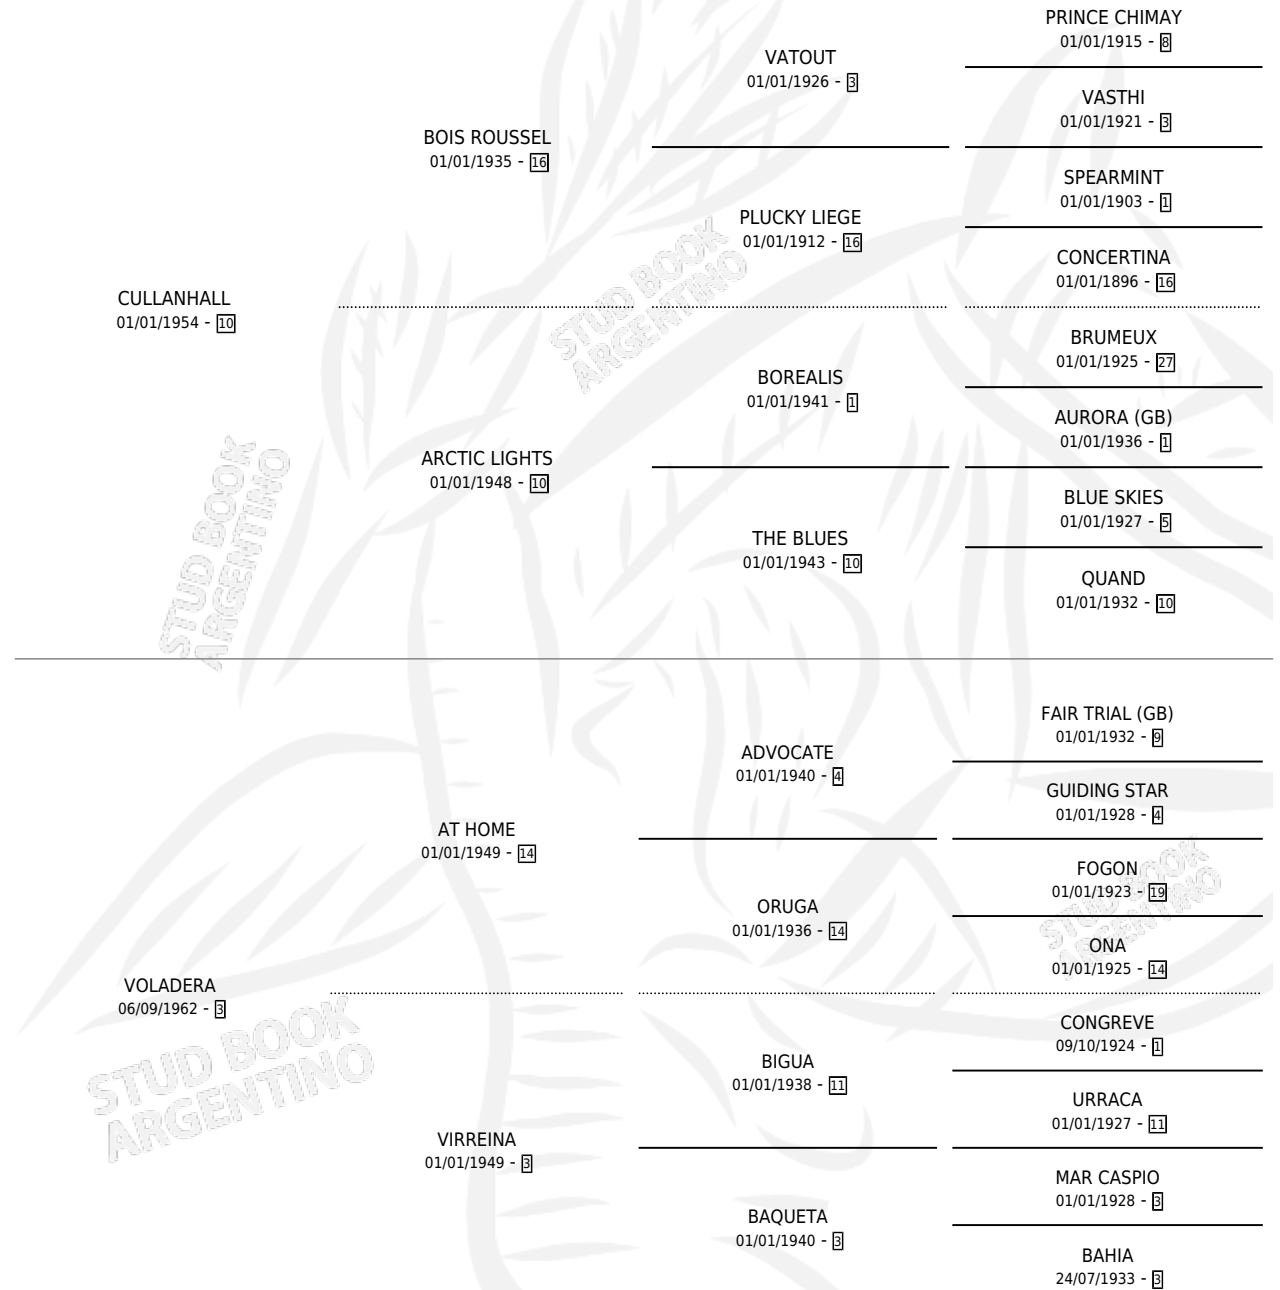 PRINCE CHIMAY
01/01/1915 - 8
VATOUT
01/01/1926 - 3
VASTHI
01/01/1921 - 3
BOIS ROUSSEL
01/01/1935 - 16
SPEARMINT
01/01/1903 - 1
PLUCKY LIEGE
01/01/1912 - 16
CONCERTINA
01/01/1896 - 16
CULLANHALL
01/01/1954 - 10
STUD BOOK
ARGENTINO
BRUMEUX
01/01/1925 - 27
BOREALIS
01/01/1941 - 1
AURORA (GB)
01/01/1936 - 1
ARCTIC LIGHTS
01/01/1948 - 10
BLUE SKIES
01/01/1927 - 5
THE BLUES
01/01/1943 - 10
QUAND
01/01/1932 - 10
STUD BOOK
ARGENTINO
FAIR TRIAL (GB)
01/01/1932 - 9
ADVOCATE
01/01/1940 - 4
GUIDING STAR
01/01/1928 - 4
AT HOME
01/01/1949 - 14
FOGON
01/01/1923 - 19
ORUGA
01/01/1936 - 14
ONA
01/01/1925 - 14
STUD BOOK
ARGENTINO
VOLADERA
06/09/1962 - 3
CONGREVE
09/10/1924 - 1
BIGUA
01/01/1938 - 11
URRACA
01/01/1927 - 11
STUD BOOK
ARGENTINO
VIRREINA
01/01/1949 - 3
MAR CASPIO
01/01/1928 - 3
BAQUETA
01/01/1940 - 3
BAHIA
24/07/1933 - 3